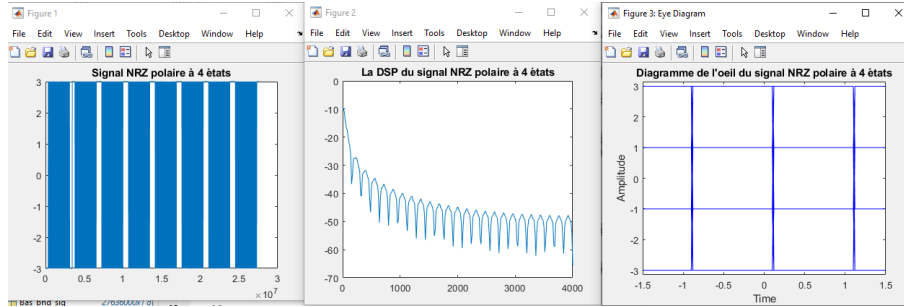 Figure 1
File Edit View Insert Tools Desktop Window Help
Signal NRZ polaire à 4 états
3
2
1
0
-1
-2
-3
0 0.5 1 1.5 2 2.5 3
×10^7
Figure 2
File Edit View Insert Tools Desktop Window Help
La DSP du signal NRZ polaire à 4 états
0
-10
-20
-30
-40
-50
-60
-70
0 1000 2000 3000 4000
Figure 3: Eye Diagram
File Edit View Insert Tools Desktop Window Help
Diagramme de l'oeil du signal NRZ polaire à 4 états
Amplitude
3
2
1
0
-1
-2
-3
-1.5 -1 -0.5 0 0.5 1 1.5
Time
bas_bnd_sig